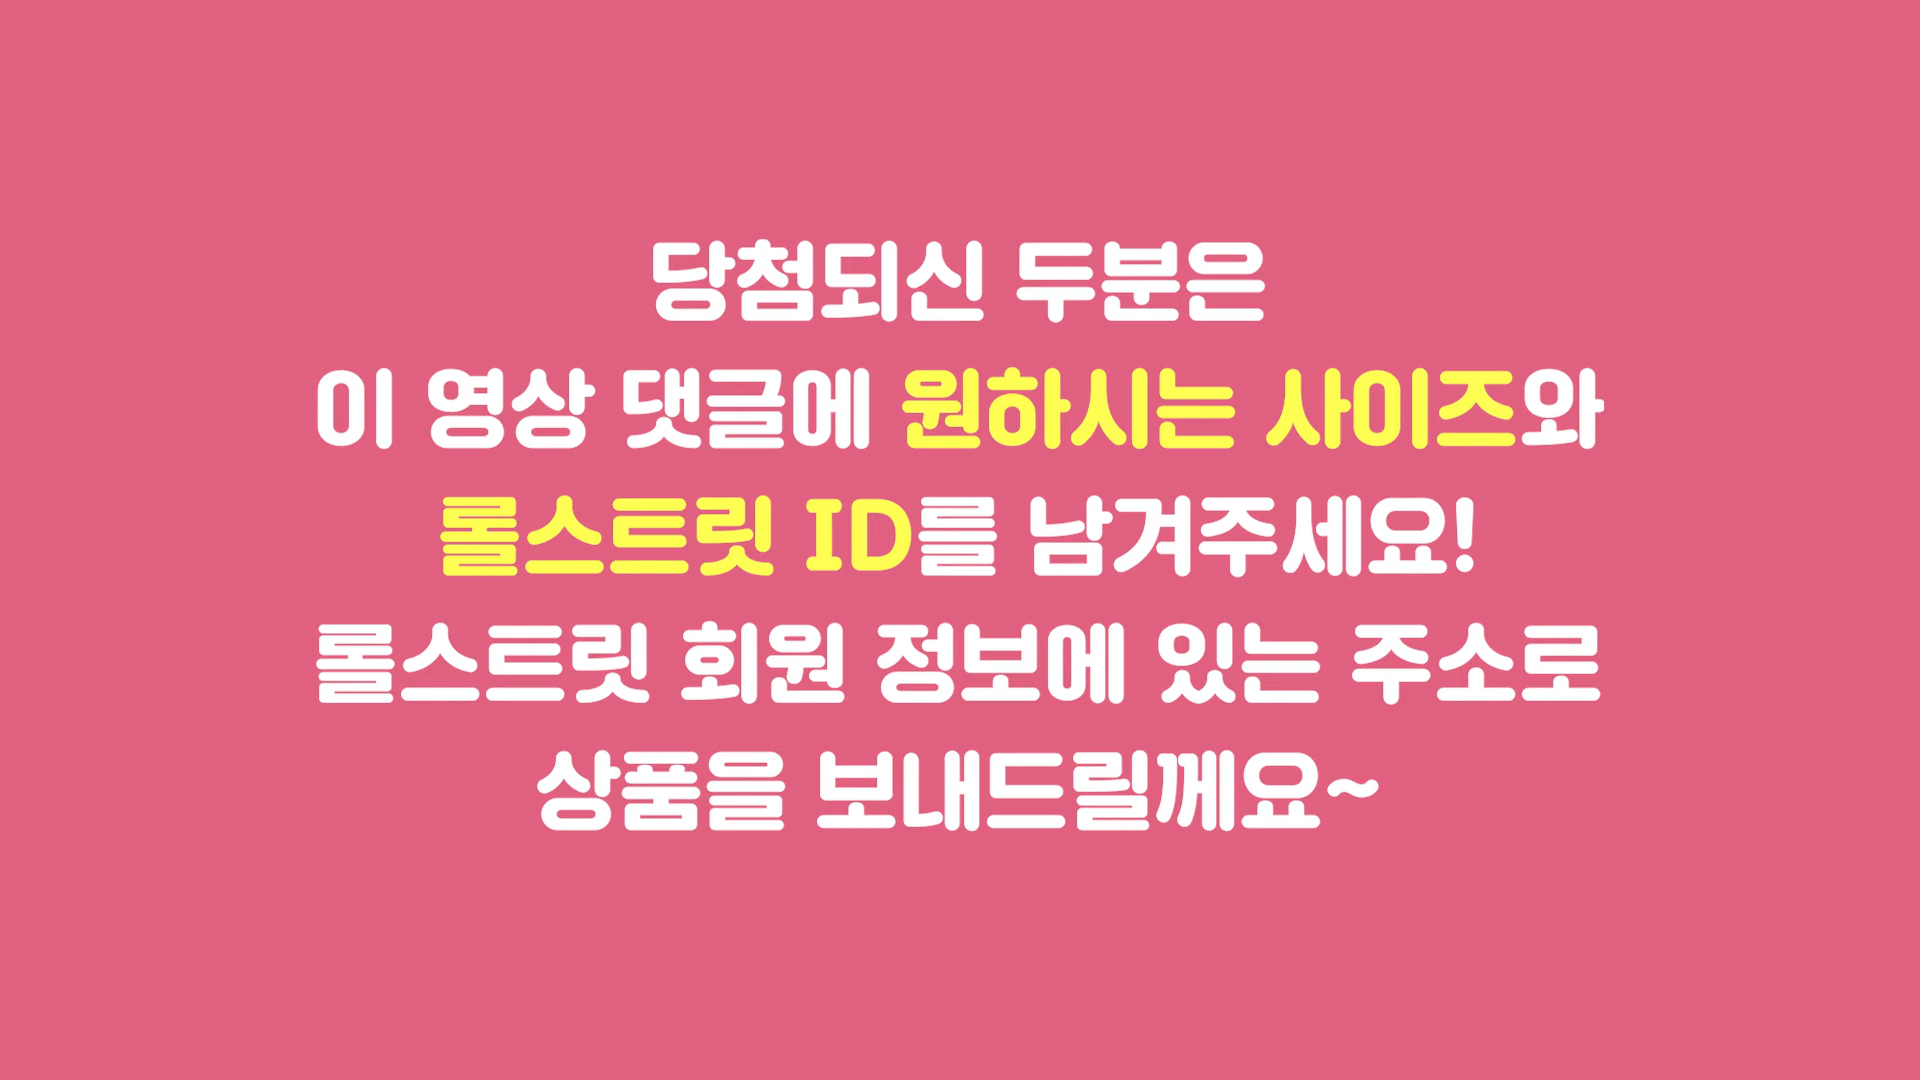 당첨되신 두분은
이 영상 댓글에 원하시는 사이즈와
롤스트릿 ID를 남겨주세요!
롤스트릿 회원 정보에 있는 주소로
상품을 보내드릴께요~